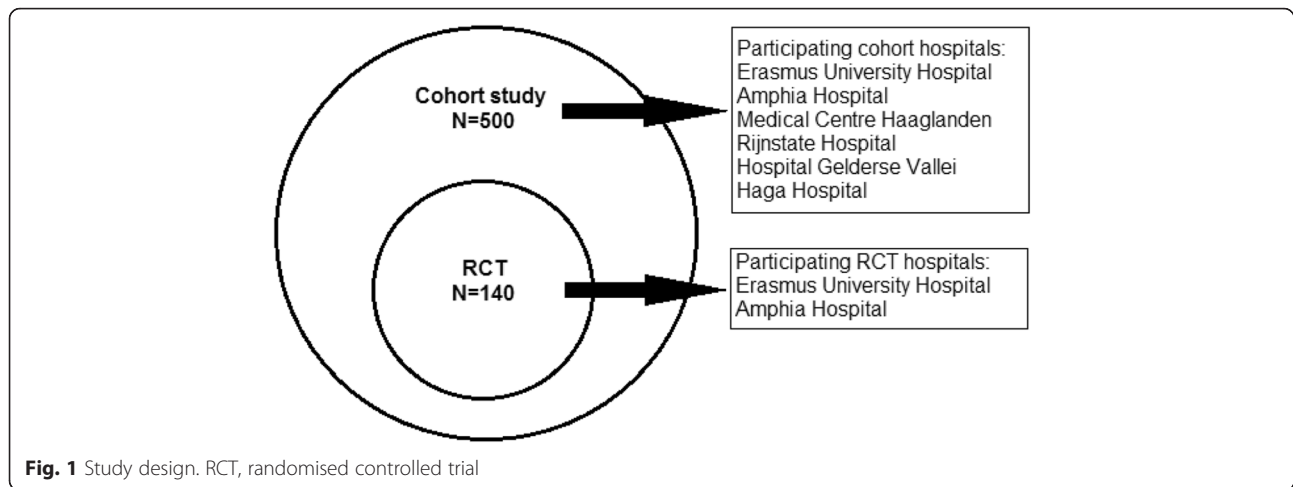 Cohort study
N=500
Participating cohort hospitals:
Erasmus University Hospital
Amphia Hospital
Medical Centre Haaglanden
Rijnstate Hospital
Hospital Gelderse Vallei
Haga Hospital
RCT
N=140
Participating RCT hospitals:
Erasmus University Hospital
Amphia Hospital
Fig. 1 Study design. RCT, randomised controlled trial